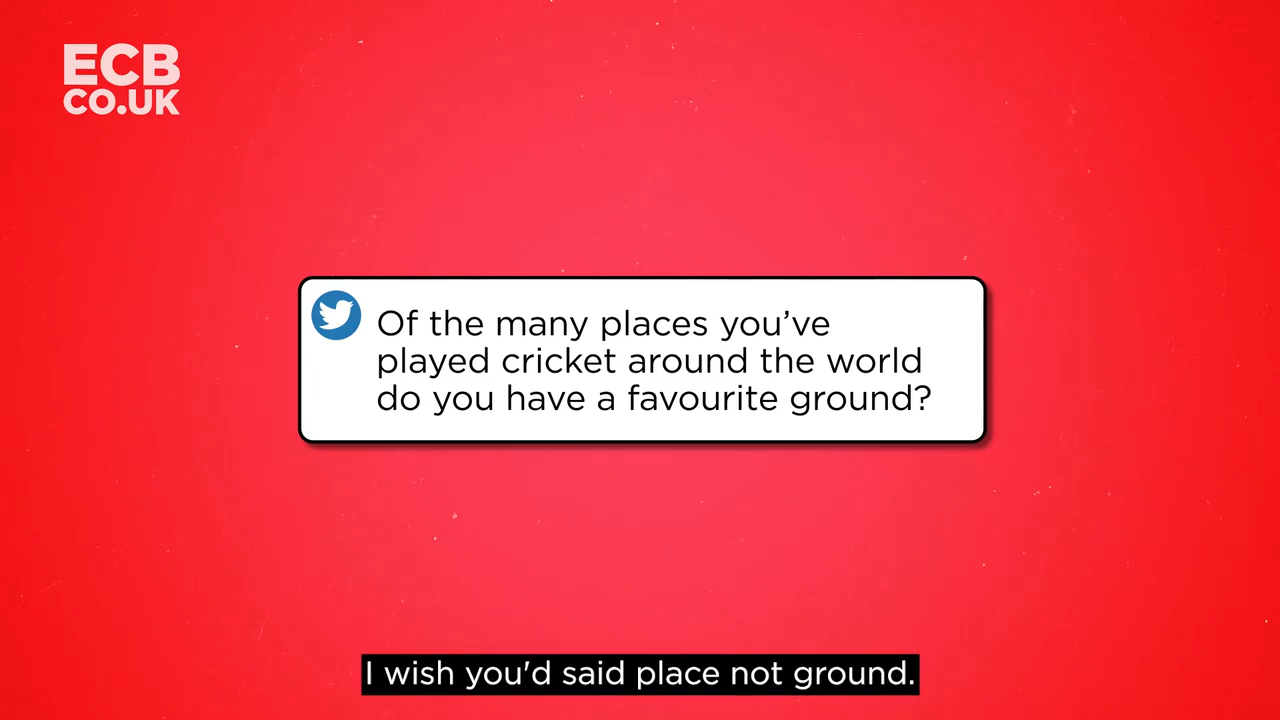 ECB
CO.UK
Of the many places you’ve
played cricket around the world
do you have a favourite ground?
I wish you'd said place not ground.